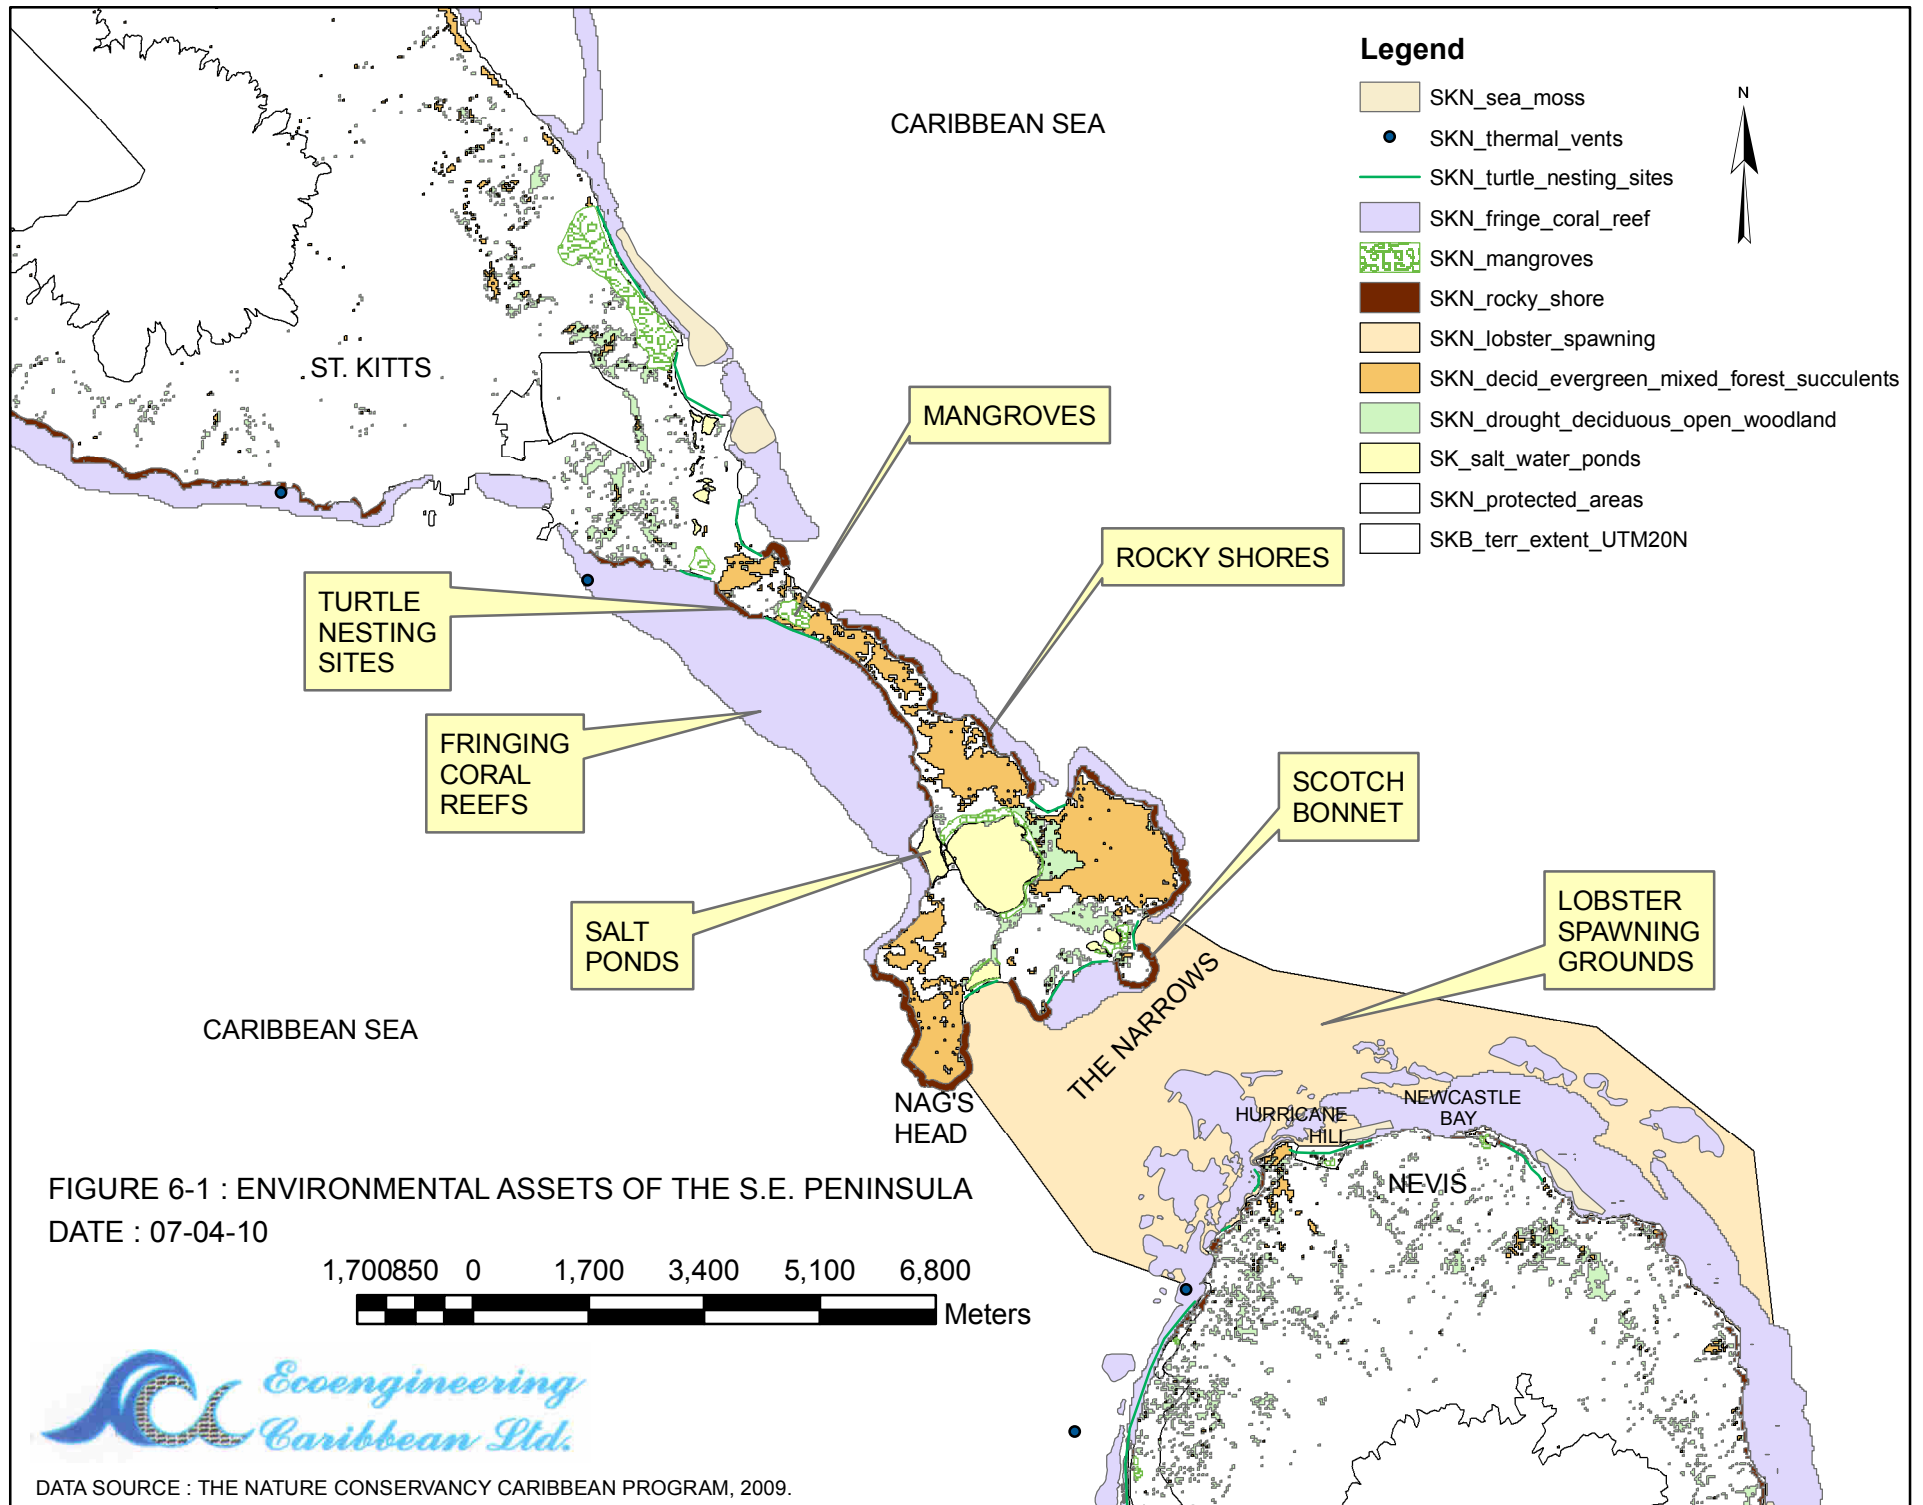 Legend
SKN_sea_moss
SKN_thermal_vents
SKN_turtle_nesting_sites
SKN_fringe_coral_reef
SKN_mangroves
SKN_rocky_shore
SKN_lobster_spawning
SKN_decid_evergreen_mixed_forest_succulents
SKN_drought_deciduous_open_woodland
SK_salt_water_ponds
SKN_protected_areas
SKB_terr_extent_UTM20N
N
CARIBBEAN SEA
ST. KITTS
MANGROVES
ROCKY SHORES
TURTLE
NESTING
SITES
FRINGING
CORAL
REEFS
SCOTCH
BONNET
SALT
PONDS
LOBSTER
SPAWNING
GROUNDS
CARIBBEAN SEA
THE NARROWS
NAG'S
HEAD
HURRICANE
HILL
NEWCASTLE
BAY
NEVIS
FIGURE 6-1 : ENVIRONMENTAL ASSETS OF THE S.E. PENINSULA
DATE : 07-04-10
1,700850 0 1,700 3,400 5,100 6,800
Meters
Ecoengineering
Caribbean Ltd.
DATA SOURCE : THE NATURE CONSERVANCY CARIBBEAN PROGRAM, 2009.